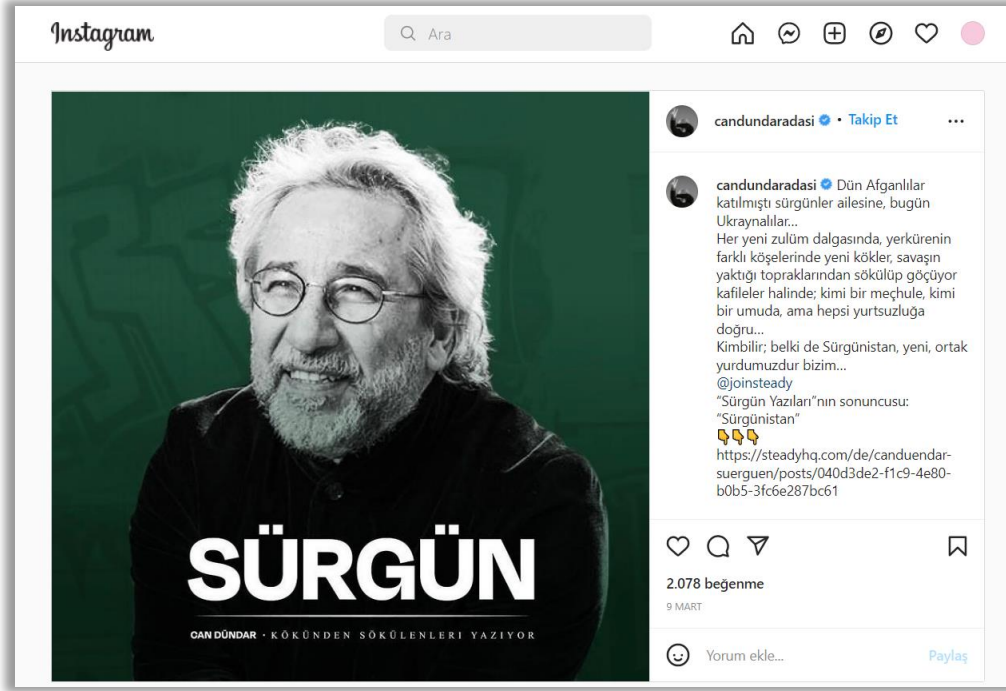 Instagram
Ara
SÜRGÜN
CAN DÜNDAR · KÖKÜNDEN SÖKÜLENLERI YAZIYOR
candundaradasi • Takip Et
candundaradasi Dün Afganlılar
katılmıştı sürgünler ailesine, bugün
Ukraynalılar...
Her yeni zulüm dalgasında, yerkürenin
farklı köşelerinde yeni kökler, savaşın
yaktığı topraklarından sökülüp göçüyor
kafileler halinde; kimi bir meçhule, kimi
bir umuda, ama hepsi yurtsuzluğa
doğru...
Kimbilir; belki de Sürgünistan, yeni, ortak
yurdumuzdur bizim...
@joinsteady
“Sürgün Yazıları”nın sonuncusu:
“Sürgünistan”
👇👇👇
https://steadyhq.com/de/canduendar-
suerguen/posts/040d3de2-f1c9-4e80-
b0b5-3fc6e287bc61
2.078 beğenme
9 MART
Yorum ekle...
Paylaş